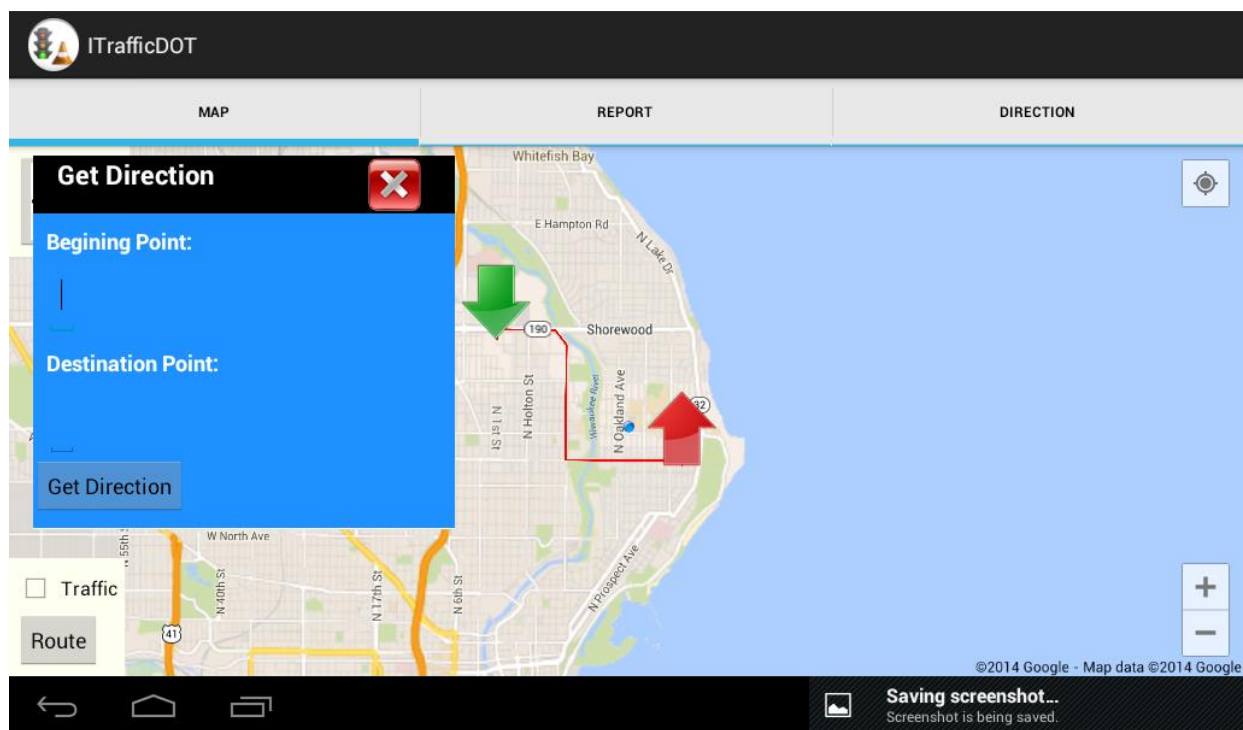 ITrafficDOT
MAP
REPORT
DIRECTION
Get Direction
Begining Point:
Destination Point:
Get Direction
Whitefish Bay
E Hampton Rd
N Lake Dr
190
Shorewood
N Holton St
N 1st St
Milwaukee River
N Oakland Ave
32
W North Ave
N 55th S
N 40th St
N 17th St
N 6th St
N Prospect Ave
41
Traffic
Route
+
−
©2014 Google - Map data ©2014 Google
Saving screenshot...
Screenshot is being saved.